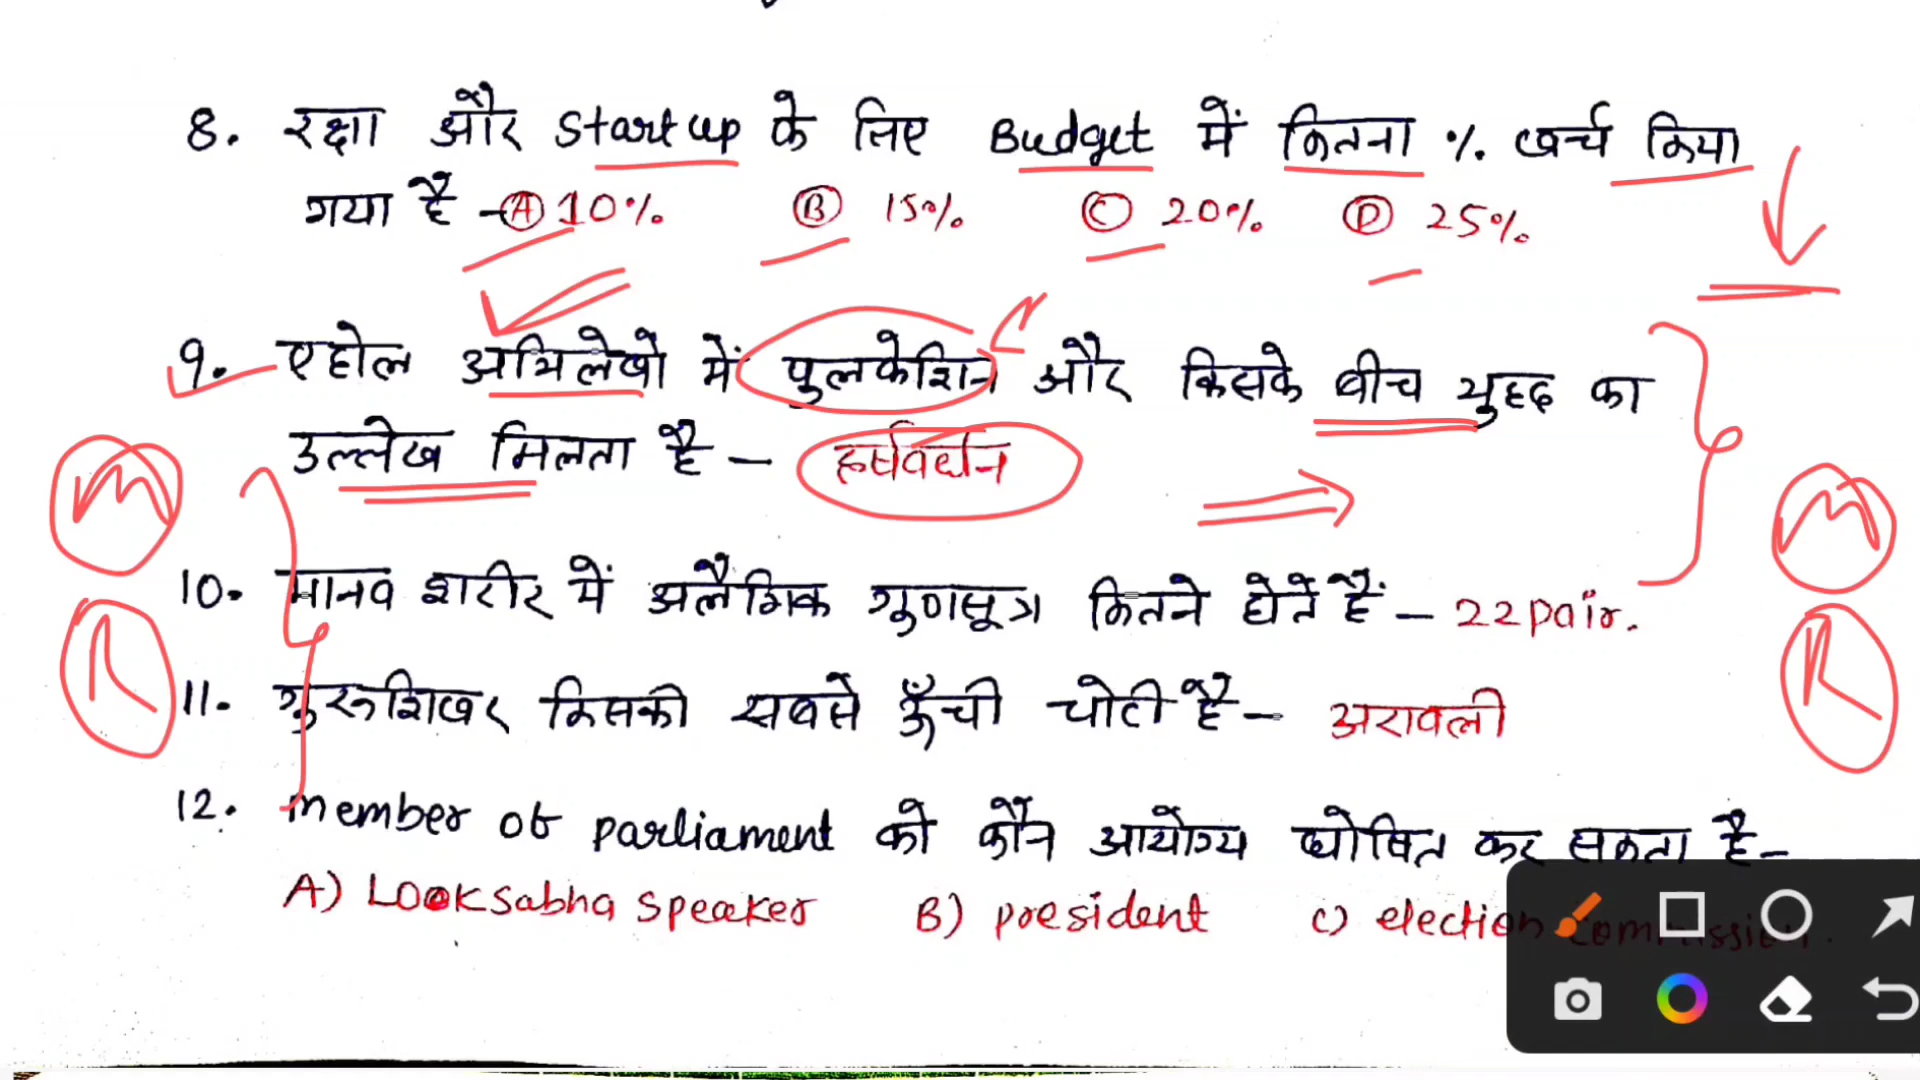 8. रक्षा और Startup के लिए Budget में कितना % खर्च किया
गया है - Ⓐ 10% Ⓑ 15% Ⓒ 20% Ⓓ 25%.
9. एहोल अभिलेखो में पुलकेशिन और किसके बीच युद्द का
उल्लेख मिलता है - हर्षवर्धन
10. मानव शरीर में अलैंगिक गुणसूत्र कितने होते हैं - 22 pair.
11. गुरुशिखर किसकी सबसे ऊँची चोटी है - अरावली
12. member of parliament को कौन आयोग्य घोषित कर सकता है-
A) Looksabha speaker B) president C) election commission.